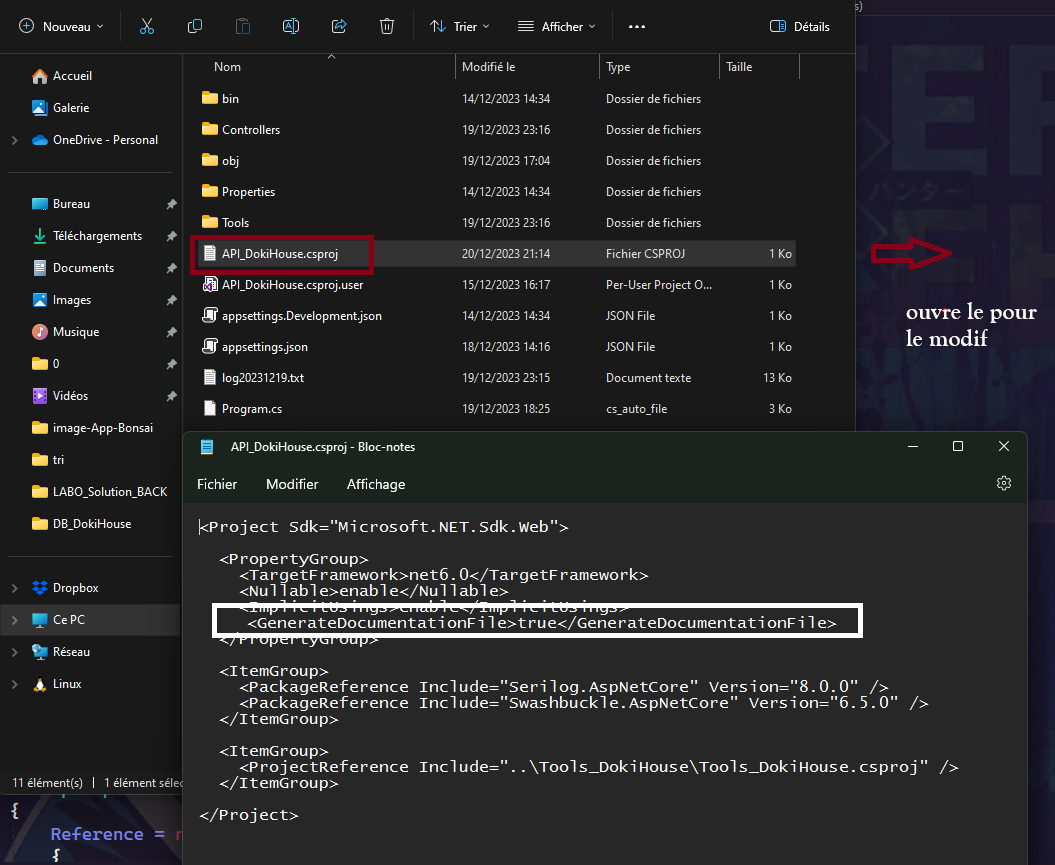 s)
Nouveau
Trier
Afficher
Détails
Nom Modifié le Type Taille
Accueil
Galerie
OneDrive - Personal
Bureau
Téléchargements
Documents
Images
Musique
0
Vidéos
image-App-Bonsai
tri
LABO_Solution_BACK
DB_DokiHouse
Dropbox
Ce PC
Réseau
Linux
bin 14/12/2023 14:34 Dossier de fichiers
Controllers 19/12/2023 23:16 Dossier de fichiers
obj 19/12/2023 17:04 Dossier de fichiers
Properties 14/12/2023 14:34 Dossier de fichiers
Tools 19/12/2023 23:16 Dossier de fichiers
API_DokiHouse.csproj 20/12/2023 21:14 Fichier CSPROJ 1 Ko
API_DokiHouse.csproj.user 15/12/2023 16:17 Per-User Project O... 1 Ko
appsettings.Development.json 14/12/2023 14:34 JSON File 1 Ko
appsettings.json 18/12/2023 14:16 JSON File 1 Ko
log20231219.txt 19/12/2023 23:15 Document texte 13 Ko
Program.cs 19/12/2023 18:25 cs_auto_file 3 Ko
11 élément(s) 1 élément sélec
ハンター
ouvre le pour
le modif
API_DokiHouse.csproj - Bloc-notes
Fichier Modifier Affichage
<Project Sdk="Microsoft.NET.Sdk.Web">
<PropertyGroup>
<TargetFramework>net6.0</TargetFramework>
<Nullable>enable</Nullable>
<ImplicitUsings>enable</ImplicitUsings>
<GenerateDocumentationFile>true</GenerateDocumentationFile>
</PropertyGroup>
<ItemGroup>
<PackageReference Include="Serilog.AspNetCore" Version="8.0.0" />
<PackageReference Include="Swashbuckle.AspNetCore" Version="6.5.0" />
</ItemGroup>
<ItemGroup>
<ProjectReference Include="..\Tools_DokiHouse\Tools_DokiHouse.csproj" />
</ItemGroup>
</Project>
{
Reference = n
{